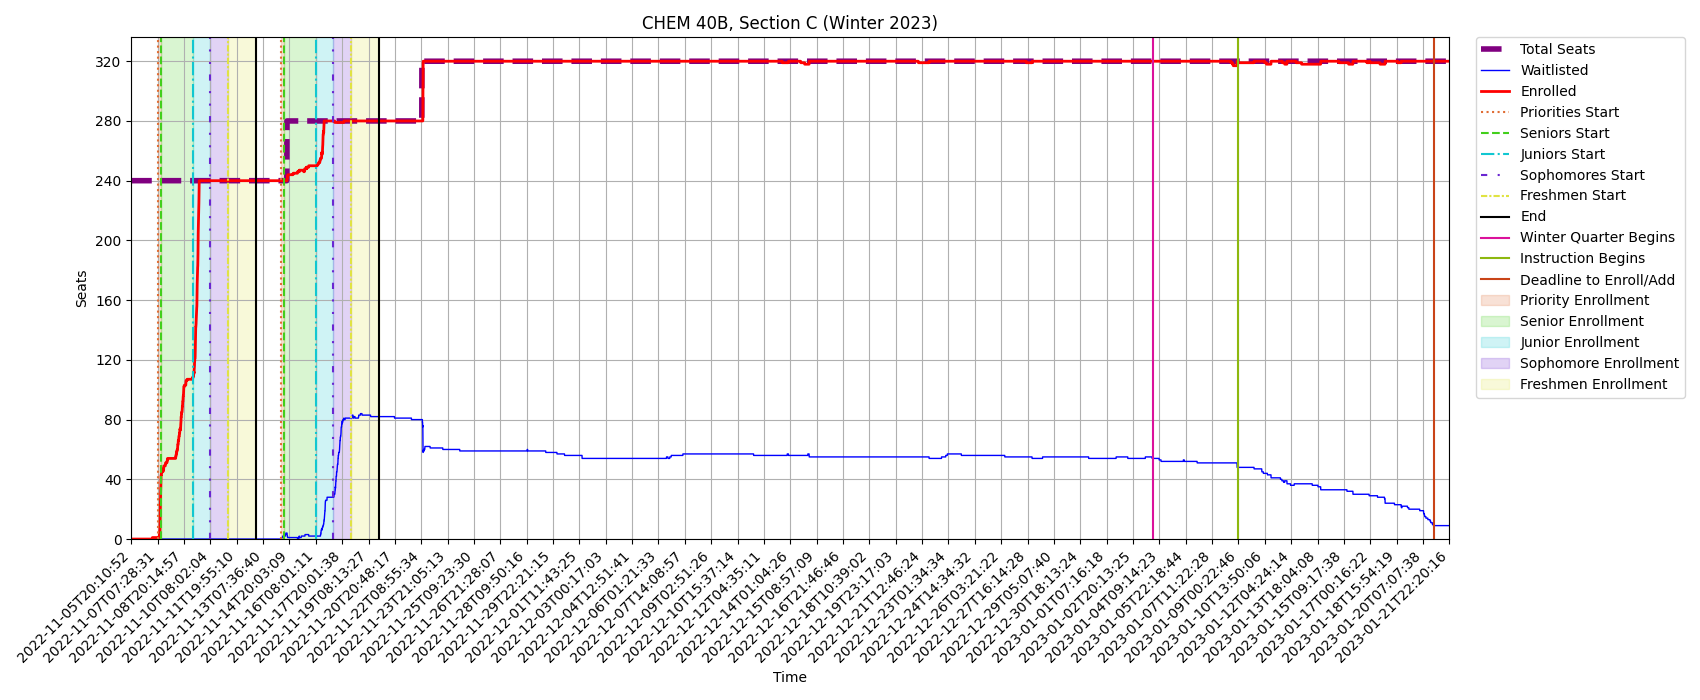 CHEM 40B, Section C (Winter 2023)
Seats
320
280
240
200
160
120
80
40
0
2022-11-05T20:10:52
2022-11-07T07:28:31
2022-11-08T20:14:57
2022-11-10T08:02:04
2022-11-11T19:55:10
2022-11-13T07:36:40
2022-11-14T20:03:09
2022-11-16T08:01:11
2022-11-17T20:01:38
2022-11-19T08:13:27
2022-11-20T20:48:17
2022-11-22T08:55:34
2022-11-23T21:05:13
2022-11-25T09:23:30
2022-11-26T21:28:07
2022-11-28T09:50:16
2022-11-29T22:21:15
2022-12-01T11:43:25
2022-12-03T00:17:03
2022-12-04T12:51:41
2022-12-06T01:21:33
2022-12-07T14:08:57
2022-12-09T02:51:26
2022-12-10T15:37:14
2022-12-12T04:35:11
2022-12-14T01:04:26
2022-12-15T08:57:09
2022-12-16T21:46:46
2022-12-18T10:39:02
2022-12-19T23:17:03
2022-12-21T12:46:24
2022-12-23T01:34:34
2022-12-24T14:34:32
2022-12-26T03:21:22
2022-12-27T16:14:28
2022-12-29T05:07:40
2022-12-30T18:13:24
2023-01-01T07:16:18
2023-01-02T20:13:25
2023-01-04T09:14:23
2023-01-05T22:18:44
2023-01-07T11:22:28
2023-01-09T00:22:46
2023-01-10T13:50:06
2023-01-12T04:24:14
2023-01-13T18:04:08
2023-01-15T09:17:38
2023-01-17T00:16:22
2023-01-18T15:54:19
2023-01-20T07:07:38
2023-01-21T22:20:16
Time
Total Seats
Waitlisted
Enrolled
Priorities Start
Seniors Start
Juniors Start
Sophomores Start
Freshmen Start
End
Winter Quarter Begins
Instruction Begins
Deadline to Enroll/Add
Priority Enrollment
Senior Enrollment
Junior Enrollment
Sophomore Enrollment
Freshmen Enrollment